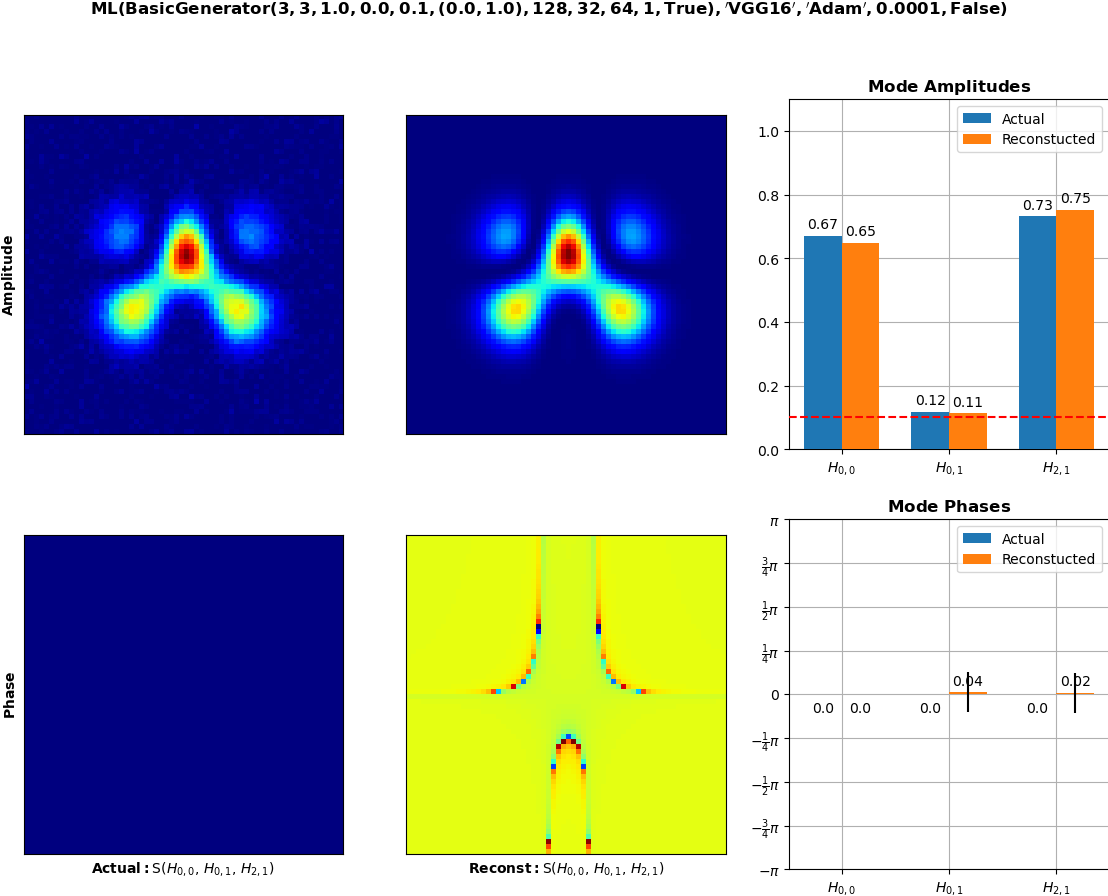 ML(BasicGenerator(3, 3, 1.0, 0.0, 0.1, (0.0, 1.0), 128, 32, 64, 1, True), ′VGG16′, ′Adam′, 0.0001, False)
Amplitude
Mode Amplitudes
Actual
Reconstucted
1.0
0.8
0.6
0.4
0.2
0.0
0.67
0.65
0.12
0.11
0.73
0.75
H0,0
H0,1
H2,1
Phase
Actual: S(H0,0, H0,1, H2,1)
Reconst: S(H0,0, H0,1, H2,1)
Mode Phases
Actual
Reconstucted
π
3/4π
1/2π
1/4π
0
−1/4π
−1/2π
−3/4π
−π
0.0
0.0
0.0
0.04
0.0
0.02
H0,0
H0,1
H2,1